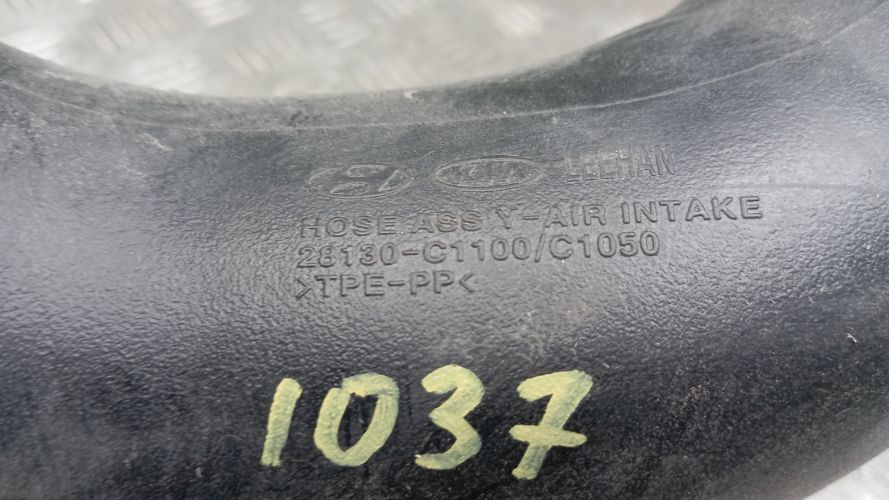 KIA LEEHAN
HOSE ASS'Y-AIR INTAKE
28130-C1100/C1050
>TPE-PP<
1037